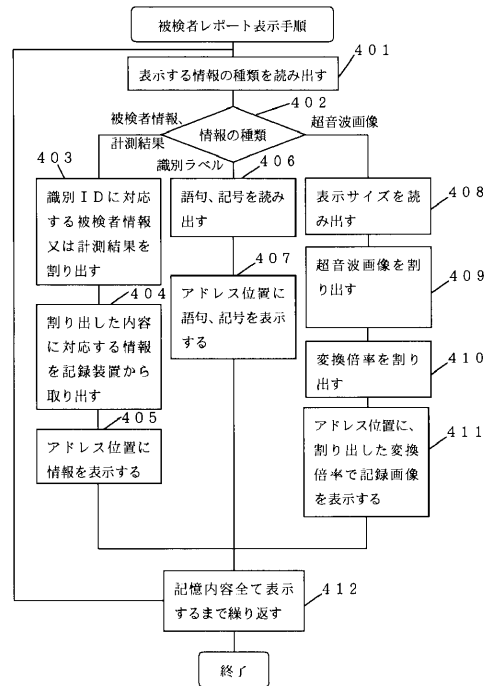 被検者レポート表示手順
401
表示する情報の種類を読み出す
402
被検者情報、
計測結果
情報の種類
超音波画像
識別ラベル
403
識別IDに対応
する被検者情報
又は計測結果を
割り出す
404
割り出した内容
に対応する情報
を記録装置から
取り出す
405
アドレス位置に
情報を表示する
406
語句、記号を読み
出す
407
アドレス位置に
語句、記号を表示
する
408
表示サイズを読
み出す
409
超音波画像を割
り出す
410
変換倍率を割り
出す
411
アドレス位置に、
割り出した変換
倍率で記録画像
を表示する
412
記憶内容全て表示
するまで繰り返す
終了